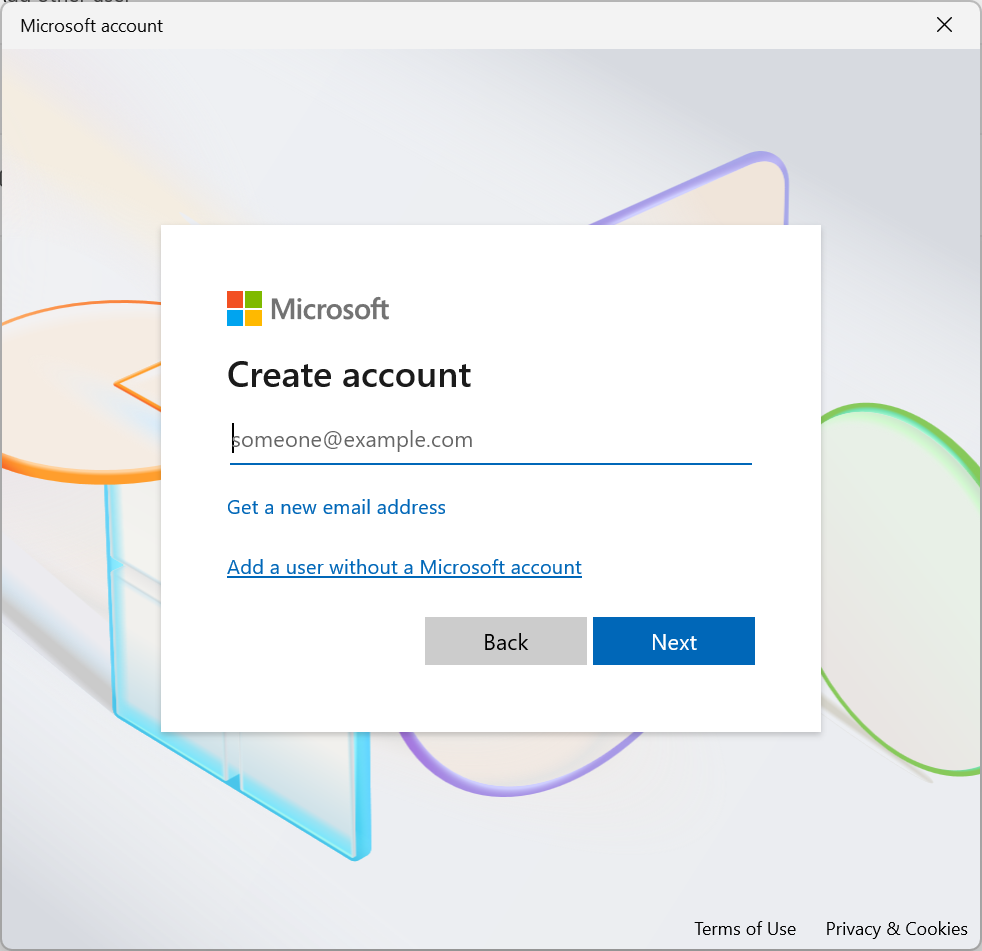 Microsoft account
Microsoft
Create account
someone@example.com
Get a new email address
Add a user without a Microsoft account
Back Next
Terms of Use Privacy & Cookies